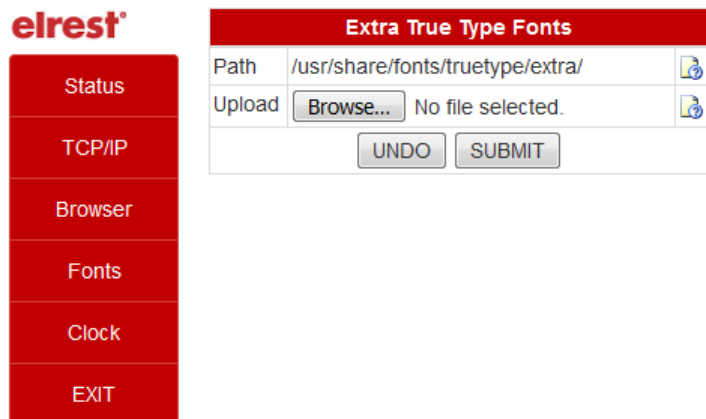 elrest®
Status
TCP/IP
Browser
Fonts
Clock
EXIT
Extra True Type Fonts
Path /usr/share/fonts/truetype/extra/
Upload Browse... No file selected.
UNDO SUBMIT